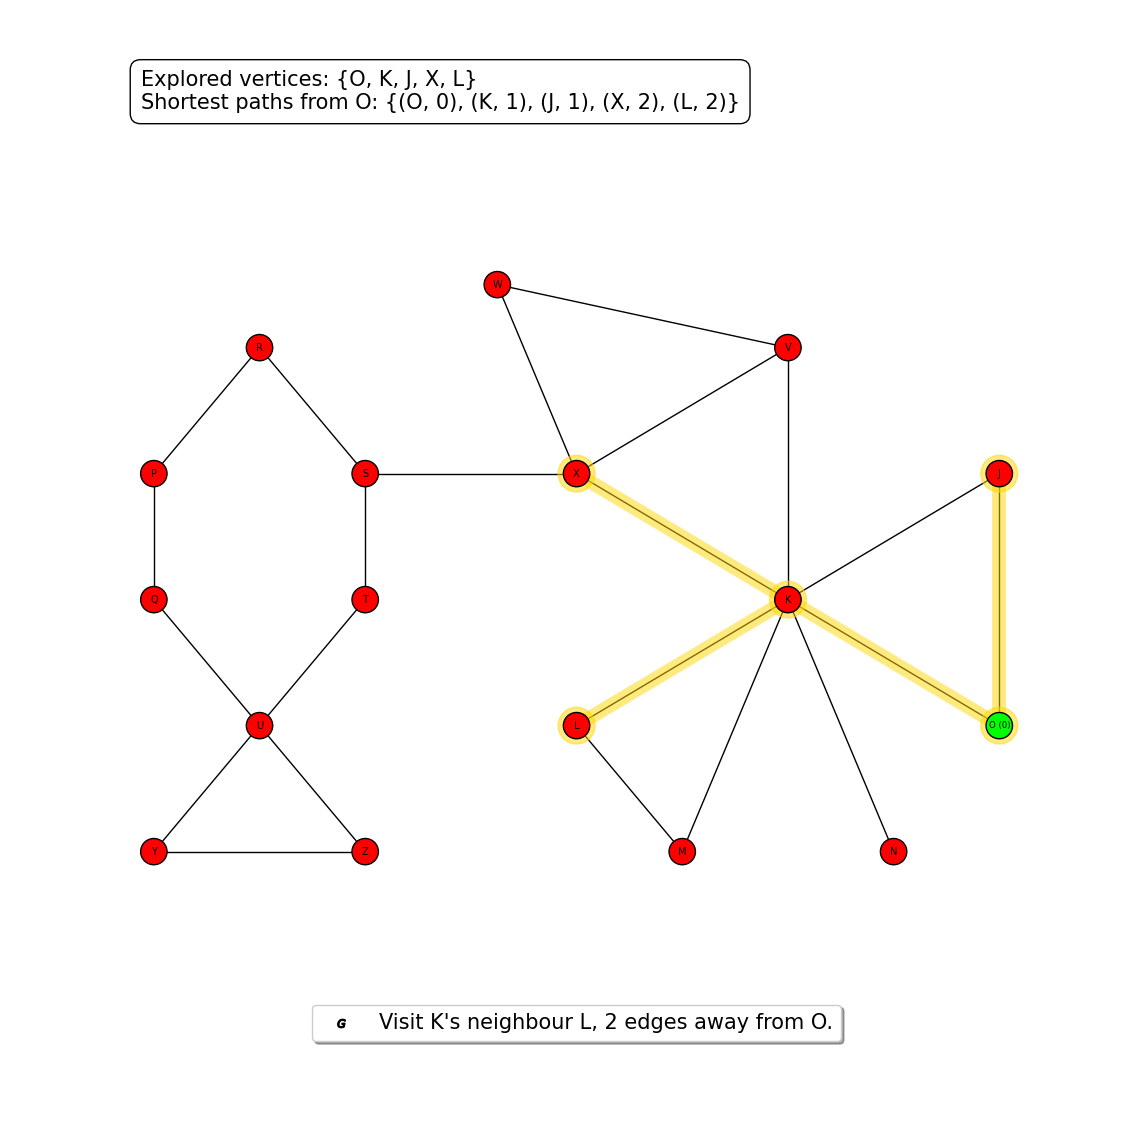 Explored vertices: {O, K, J, X, L}
Shortest paths from O: {(O, 0), (K, 1), (J, 1), (X, 2), (L, 2)}
W
R
V
P
S
X
J
Q
T
K
U
L
O (0)
Y
Z
M
N
G Visit K's neighbour L, 2 edges away from O.